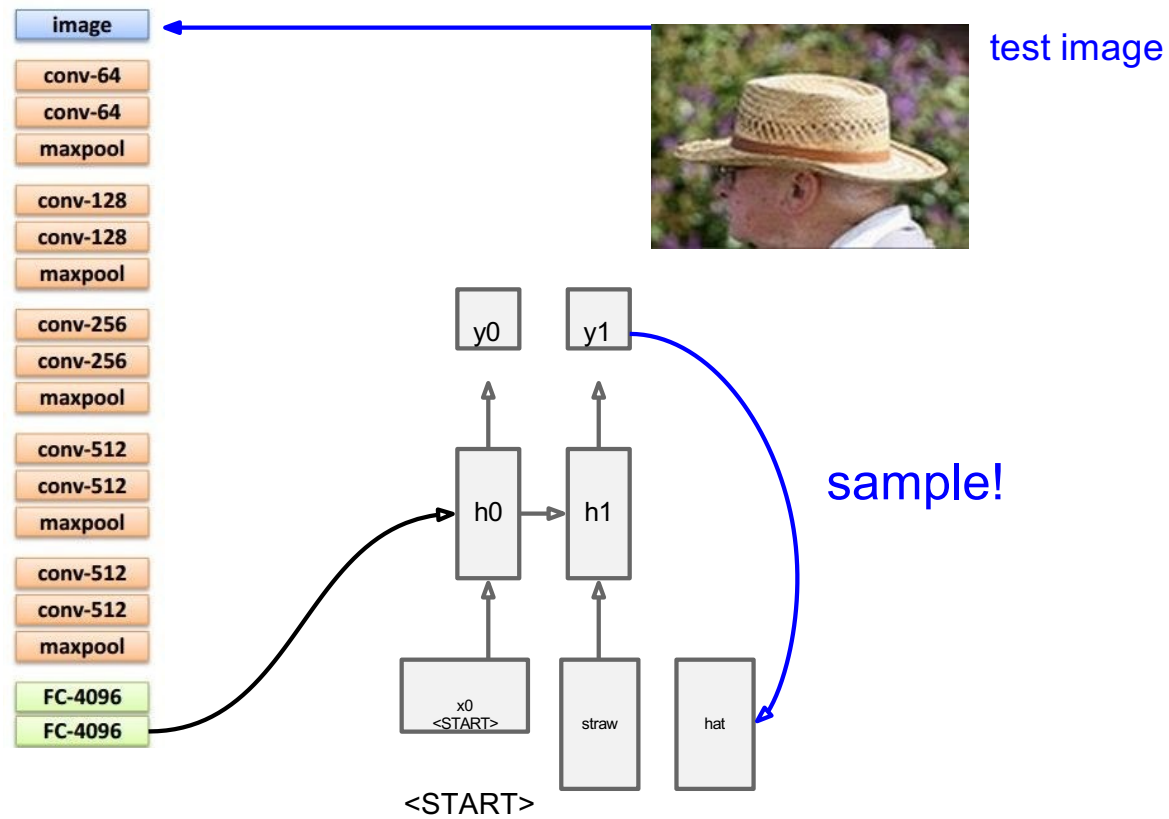 image
conv-64
conv-64
maxpool
conv-128
conv-128
maxpool
conv-256
conv-256
maxpool
conv-512
conv-512
maxpool
conv-512
conv-512
maxpool
FC-4096
FC-4096
test image
y0
y1
h0
h1
sample!
x0
<START>
straw
hat
<START>